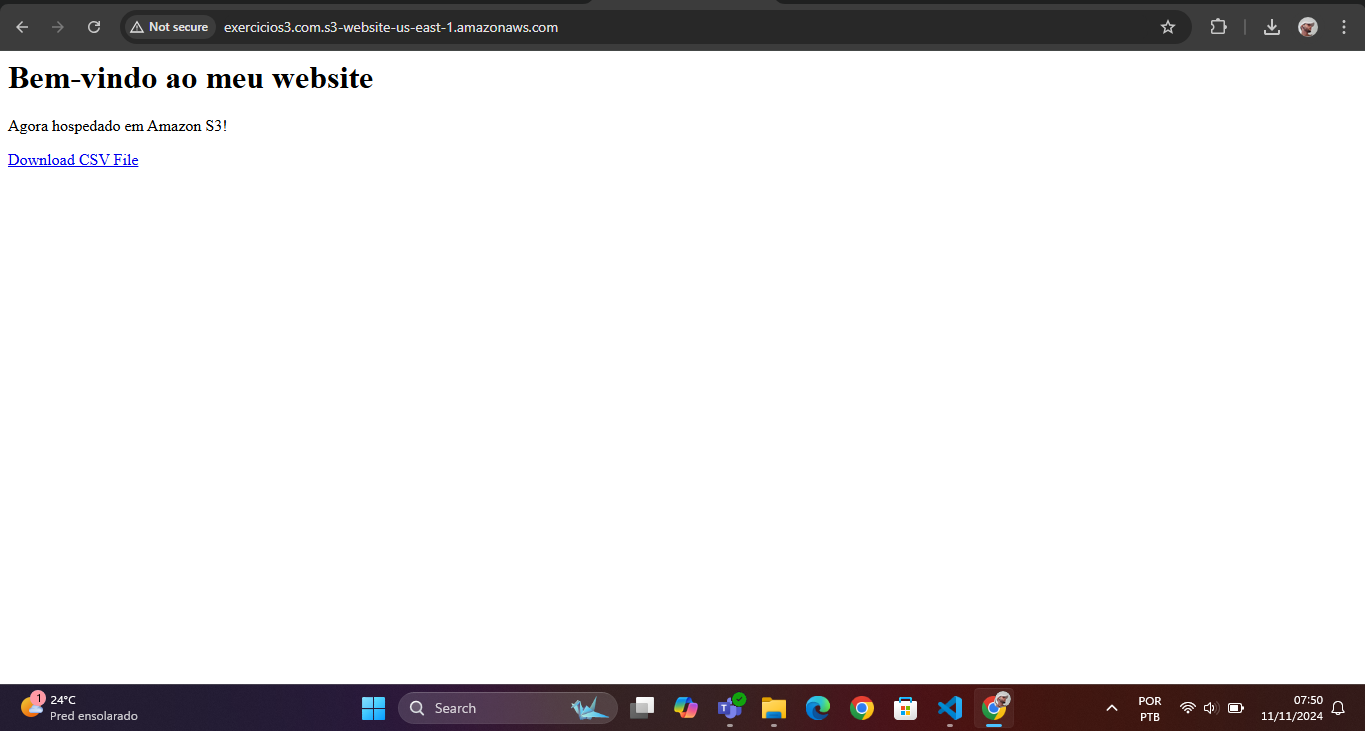 Not secure
exercicios3.com.s3-website-us-east-1.amazonaws.com
Bem-vindo ao meu website
Agora hospedado em Amazon S3!
Download CSV File
1
24°C
Pred ensolarado
Search
T
POR
PTB
07:50
11/11/2024